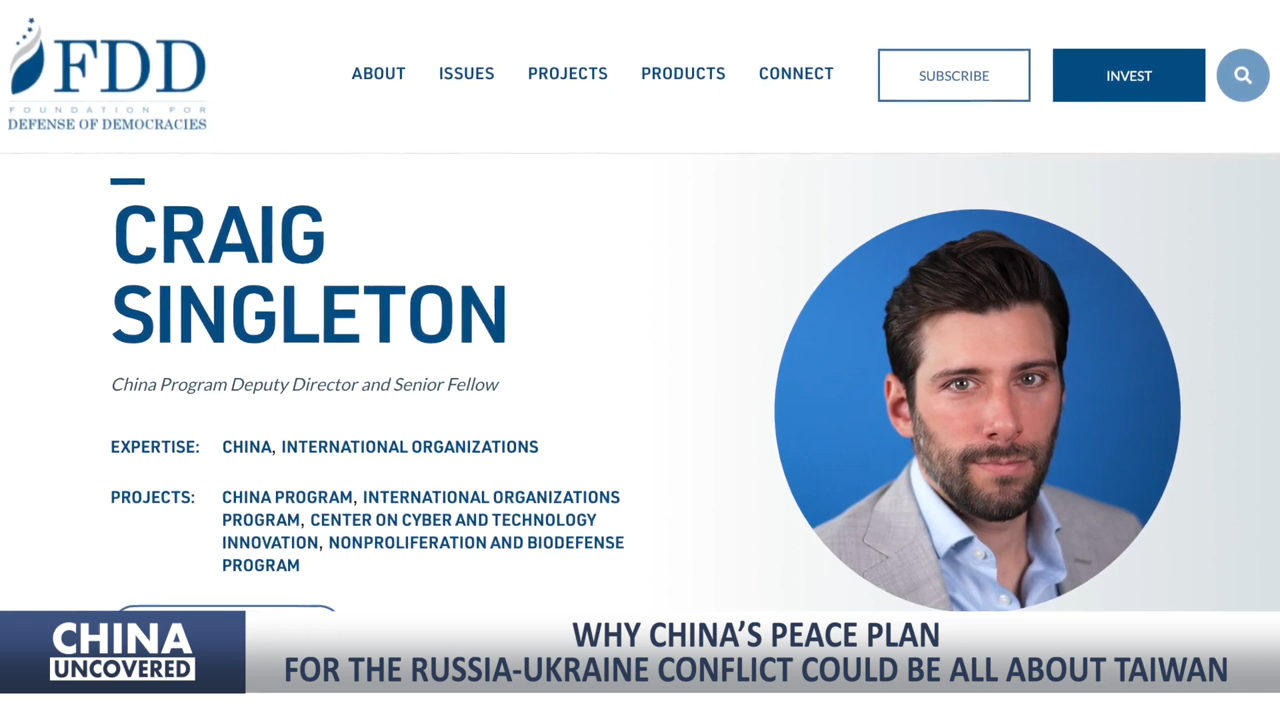 FDD
FOUNDATION FOR
DEFENSE OF DEMOCRACIES
ABOUT ISSUES PROJECTS PRODUCTS CONNECT SUBSCRIBE INVEST
CRAIG
SINGLETON
China Program Deputy Director and Senior Fellow
EXPERTISE: CHINA, INTERNATIONAL ORGANIZATIONS
PROJECTS: CHINA PROGRAM, INTERNATIONAL ORGANIZATIONS
PROGRAM, CENTER ON CYBER AND TECHNOLOGY
INNOVATION, NONPROLIFERATION AND BIODEFENSE
PROGRAM
CHINA
UNCOVERED
WHY CHINA'S PEACE PLAN
FOR THE RUSSIA-UKRAINE CONFLICT COULD BE ALL ABOUT TAIWAN